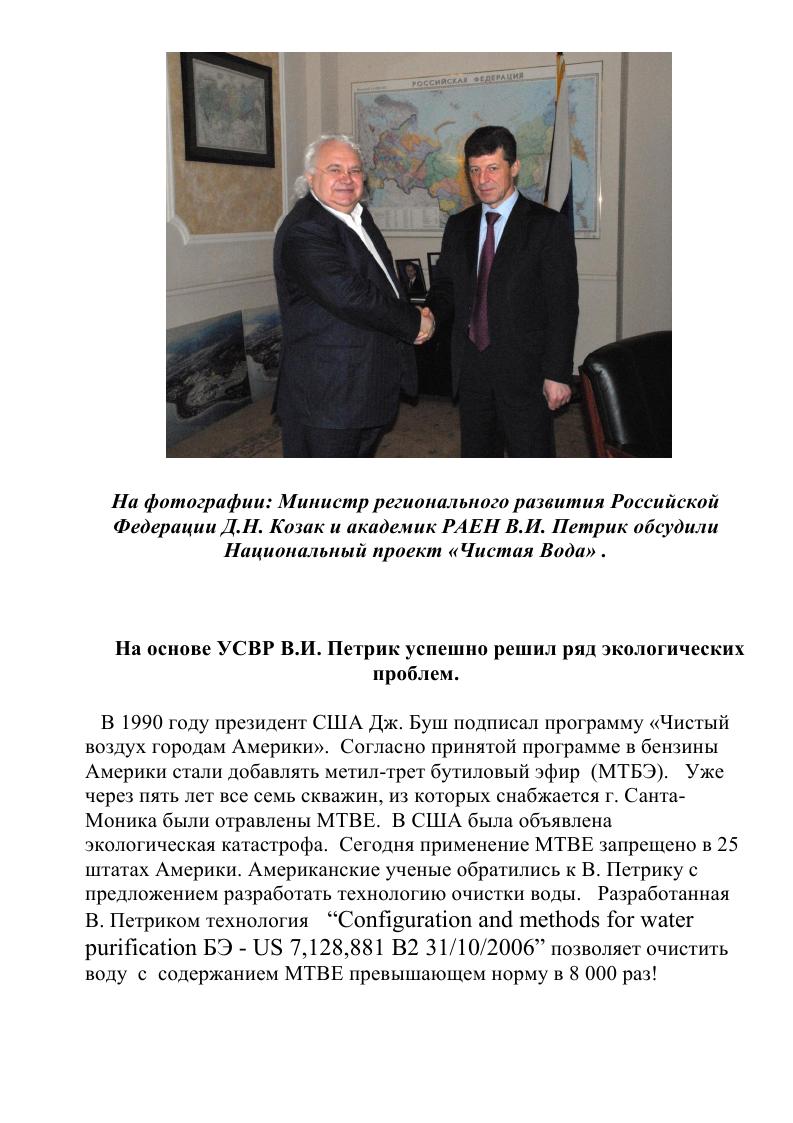 РОССИЙСКАЯ ФЕДЕРАЦИЯ
На фотографии: Министр регионального развития Российской
Федерации Д.Н. Козак и академик РАЕН В.И. Петрик обсудили
Национальный проект «Чистая Вода» .
На основе УСВР В.И. Петрик успешно решил ряд экологических
проблем.
В 1990 году президент США Дж. Буш подписал программу «Чистый
воздух городам Америки». Согласно принятой программе в бензины
Америки стали добавлять метил-трет бутиловый эфир (МТБЭ). Уже
через пять лет все семь скважин, из которых снабжается г. Санта-
Моника были отравлены МТВЕ. В США была объявлена
экологическая катастрофа. Сегодня применение МТВЕ запрещено в 25
штатах Америки. Американские ученые обратились к В. Петрику с
предложением разработать технологию очистки воды. Разработанная
В. Петриком технология “Configuration and methods for water
purification БЭ - US 7,128,881 B2 31/10/2006” позволяет очистить
воду с содержанием МТВЕ превышающем норму в 8 000 раз!